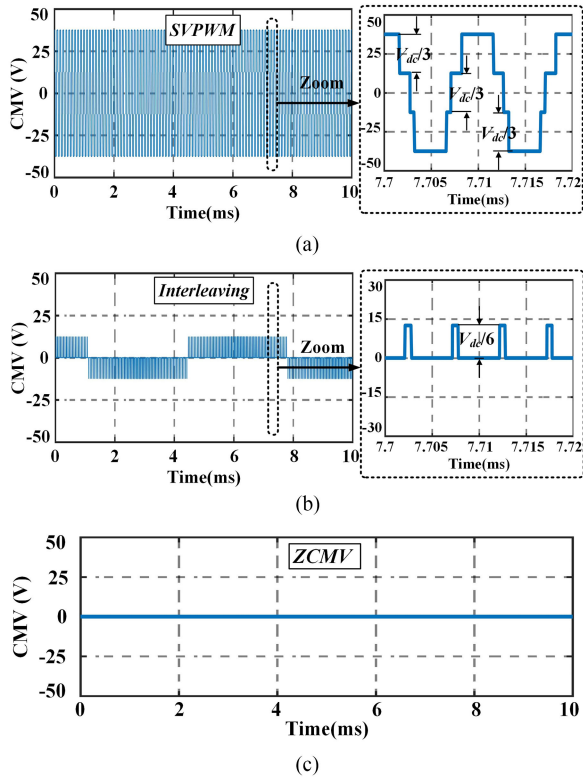 SVPWM
CMV (V)
50
25
0
-25
-50
0
2
4
6
8
10
Time(ms)
Zoom
50
25
0
-25
-50
Vdc/3
Vdc/3
Vdc/3
7.7
7.705
7.71
7.715
7.72
Time(ms)
(a)
Interleaving
CMV (V)
50
25
0
-25
-50
0
2
4
6
8
10
Time(ms)
Zoom
30
15
0
-15
-30
Vdc/6
7.7
7.705
7.71
7.715
7.72
Time(ms)
(b)
ZCMV
CMV (V)
50
25
0
-25
-50
0
2
4
6
8
10
Time(ms)
(c)